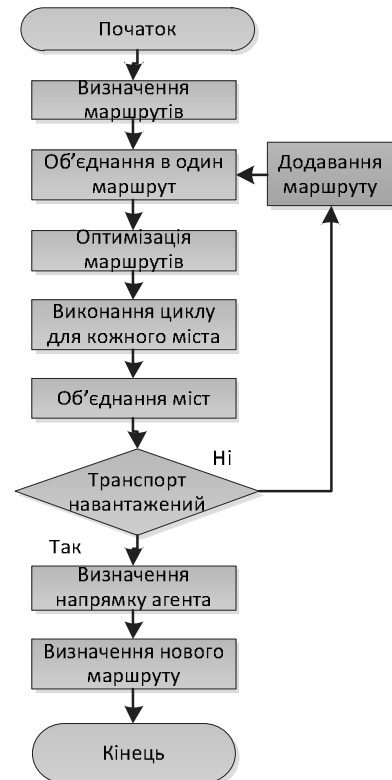 Початок
Визначення
маршрутів
Об’єднання в один
маршрут
Додавання
маршруту
Оптимізація
маршрутів
Виконання циклу
для кожного міста
Об’єднання міст
Ні
Транспорт
навантажений
Так
Визначення
напрямку агента
Визначення нового
маршруту
Кінець